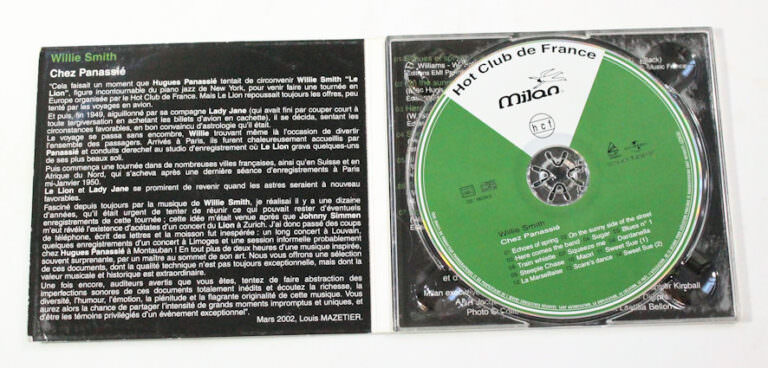 Willie Smith
Chez Panassié
"Cela faisait un moment que Hugues Panassié tentait de circonvenir Willie Smith "Le
Lion", figure incontournable du piano jazz de New York, pour venir faire une tournée en
Europe organisée par le Hot Club de France. Mais Le Lion repoussait toujours les offres, peu
tenté par les voyages en avion.
Et puis, fin 1949, aiguillonné par sa compagne Lady Jane (qui avait fini par couper court à
toute tergiversation en achetant les billets d'avion en cachette), il se décida, sentant les
circonstances favorables, en bon convaincu d'astrologie qu'il était.
Le voyage se passa sans encombre, Willie trouvant même là l'occasion de divertir
l'ensemble des passagers. Arrivés à Paris, ils furent chaleureusement accueillis par
Panassié et conduits derechef au studio d'enregistrement où Le Lion grava quelques-uns
de ses plus beaux soli.
Puis commença une tournée dans de nombreuses villes françaises, ainsi qu'en Suisse et en
Afrique du Nord, qui s'acheva après une dernière séance d'enregistrements à Paris
mi-Janvier 1950.
Le Lion et Lady Jane se promirent de revenir quand les astres seraient à nouveau
favorables.
Fasciné depuis toujours par la musique de Willie Smith, je réalisai il y a une dizaine
d'années, qu'il était urgent de tenter de réunir ce qui pouvait rester d'éventuels
enregistrements de cette tournée ; cette idée m'était venue après que Johnny Simmen
m'eut révélé l'existence d'acétates d'un concert du Lion à Zurich. J'ai donc passé des coups
de téléphone, écrit des lettres et la moisson fut inespérée : un long concert à Louvain,
quelques enregistrements d'un concert à Limoges et une session informelle probablement
chez Hugues Panassié à Montauban ! En tout plus de deux heures d'une musique inspirée,
souvent surprenante, par un maître au sommet de son art. Nous vous offrons une sélection
de ces documents, dont la qualité technique n'est pas toujours exceptionnelle, mais dont la
valeur musicale et historique est extraordinaire.
Une fois encore, auditeurs avertis que vous êtes, tentez de faire abstraction des
imperfections sonores de ces documents totalement inédits et écoutez la richesse, la
diversité, l'humour, l'émotion, la plénitude et la flagrante originalité de cette musique. Vous
aurez alors la chance de partager l'intensité de grands moments impromptus et uniques, et
d'être les témoins privilégiés d'un évènement exceptionnel".
Mars 2002, Louis MAZETIER.
Hot Club de France
milan
hcf
Willie Smith
Chez Panassié
Echoes of spring On the sunny side of the street
Here comes the band Sugar Blues n° 1
Train whistle Squeeze me Dardanella
Steeple Chase Maori Sweet Sue (1)
La Marseillaise Scare's dance Sweet Sue (2)